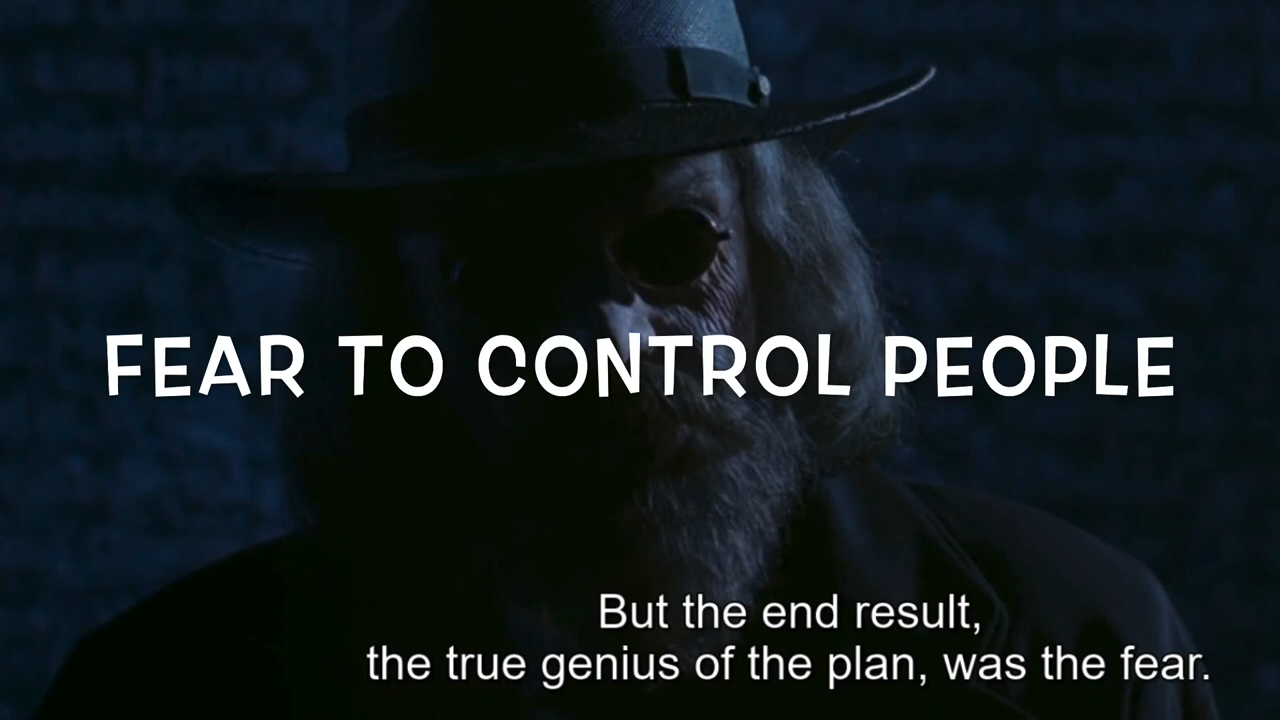 FEAR TO CONTROL PEOPLE
But the end result,
the true genius of the plan, was the fear.